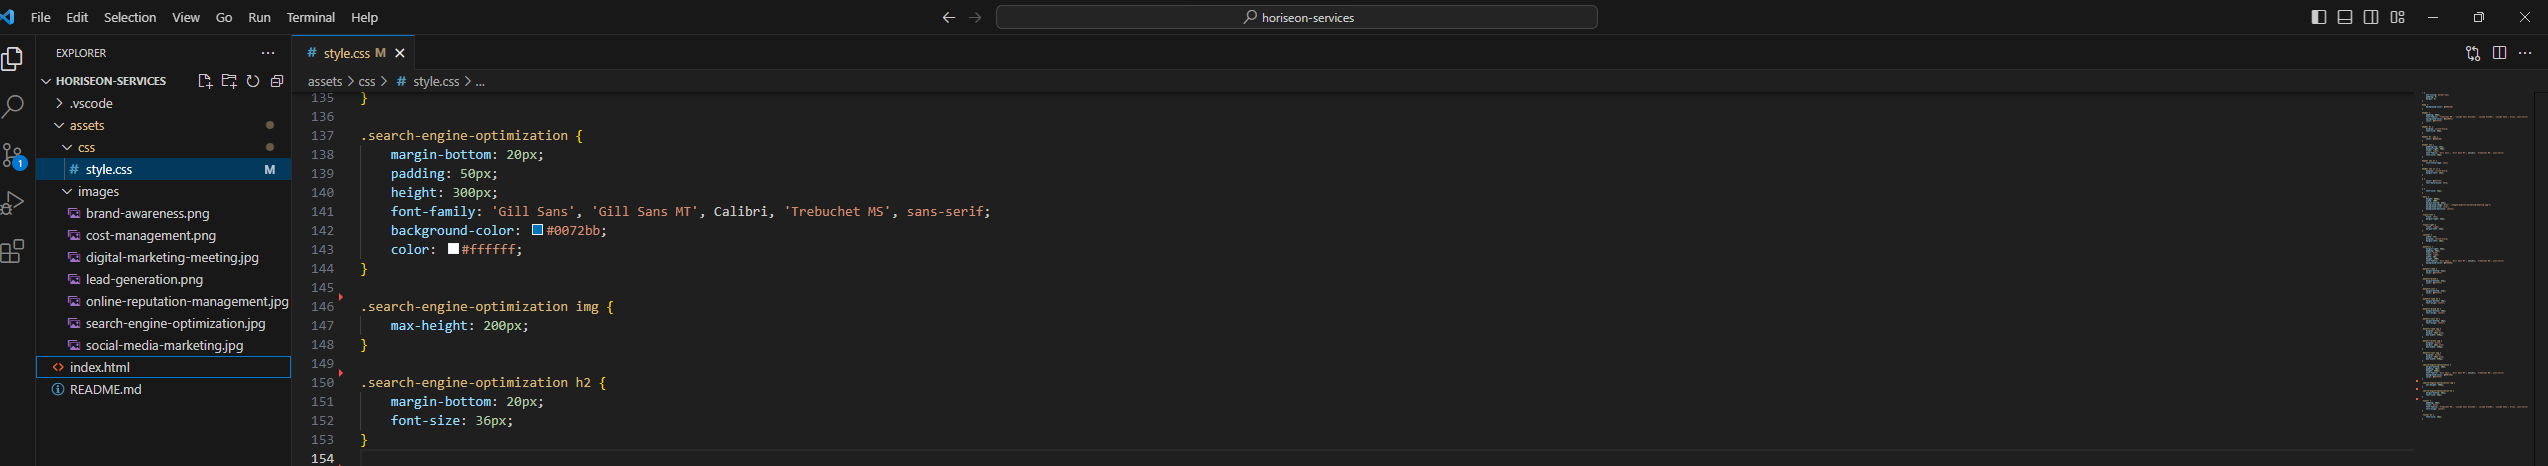 File Edit Selection View Go Run Terminal Help
horiseon-services
EXPLORER
style.css M
HORISEON-SERVICES
assets > css > # style.css > ...
.vscode
assets
css
# style.css M
images
brand-awareness.png
cost-management.png
digital-marketing-meeting.jpg
lead-generation.png
online-reputation-management.jpg
search-engine-optimization.jpg
social-media-marketing.jpg
<> index.html
README.md
1
135 }
136
137 .search-engine-optimization {
138 margin-bottom: 20px;
139 padding: 50px;
140 height: 300px;
141 font-family: 'Gill Sans', 'Gill Sans MT', Calibri, 'Trebuchet MS', sans-serif;
142 background-color: #0072bb;
143 color: #ffffff;
144 }
145
146 .search-engine-optimization img {
147 max-height: 200px;
148 }
149
150 .search-engine-optimization h2 {
151 margin-bottom: 20px;
152 font-size: 36px;
153 }
154